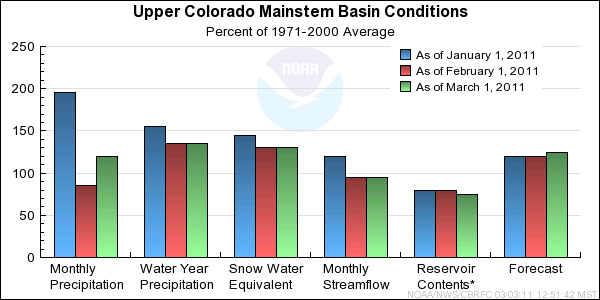 Upper Colorado Mainstem Basin Conditions
Percent of 1971-2000 Average
250
200
150
100
50
0
NOAA
As of January 1, 2011
As of February 1, 2011
As of March 1, 2011
Monthly
Precipitation
Water Year
Precipitation
Snow Water
Equivalent
Monthly
Streamflow
Reservoir
Contents*
Forecast
NOAA/NWS/CBRFC 03/03/11 12:51:42 MST